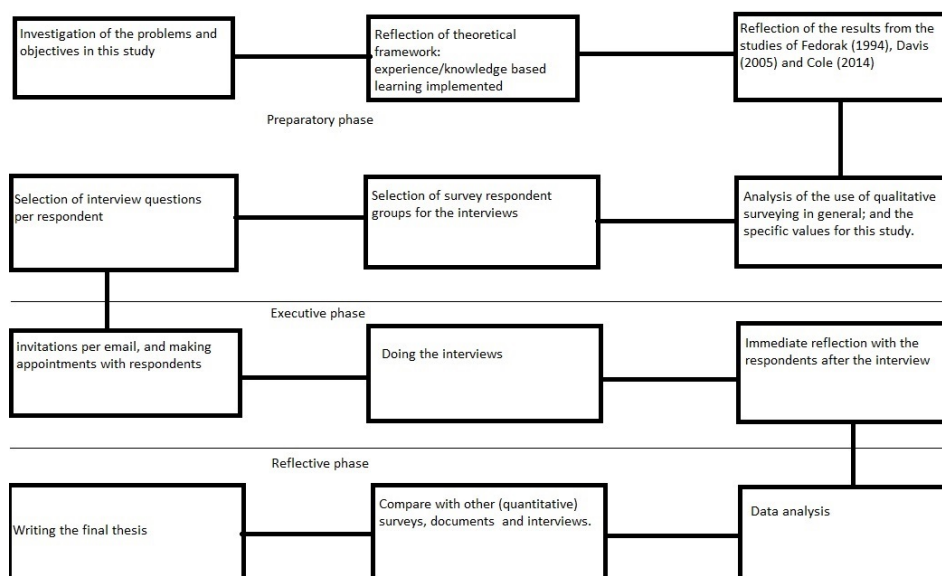 Investigation of the problems and
objectives in this study
Reflection of theoretical
framework:
experience/knowledge based
learning implemented
Reflection of the results from the
studies of Fedorak (1994), Davis
(2005) and Cole (2014)
Preparatory phase
Selection of interview questions
per respondent
Selection of survey respondent
groups for the interviews
Analysis of the use of qualitative
surveying in general; and the
specific values for this study.
Executive phase
invitations per email, and making
appointments with respondents
Doing the interviews
Immediate reflection with the
respondents after the interview
Reflective phase
Writing the final thesis
Compare with other (quantitative)
surveys, documents and interviews.
Data analysis